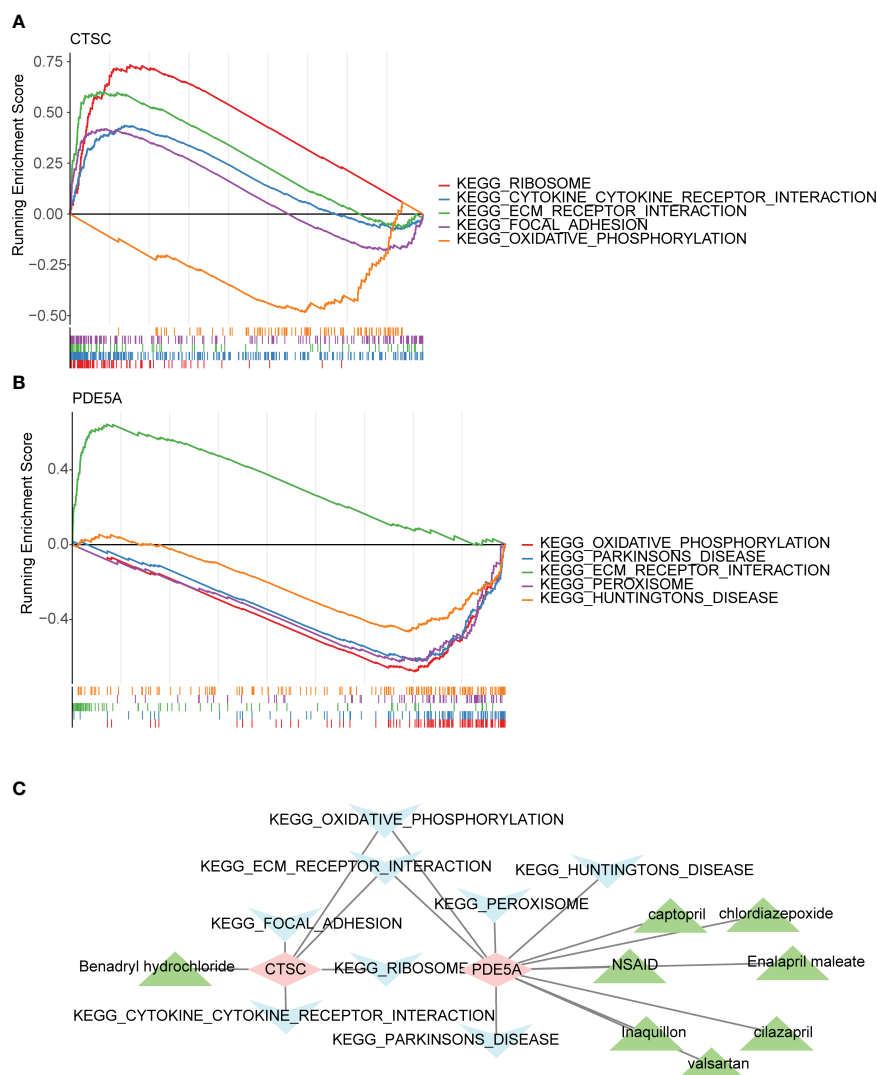 A
CTSC
0.75
0.50
0.25
0.00
−0.25
−0.50
Running Enrichment Score
KEGG_RIBOSOME
KEGG_CYTOKINE_CYTOKINE_RECEPTOR_INTERACTION
KEGG_ECM_RECEPTOR_INTERACTION
KEGG_FOCAL_ADHESION
KEGG_OXIDATIVE_PHOSPHORYLATION
B
PDE5A
0.4
0.0
−0.4
Running Enrichment Score
KEGG_OXIDATIVE_PHOSPHORYLATION
KEGG_PARKINSONS_DISEASE
KEGG_ECM_RECEPTOR_INTERACTION
KEGG_PEROXISOME
KEGG_HUNTINGTONS_DISEASE
C
KEGG_OXIDATIVE_PHOSPHORYLATION
KEGG_ECM_RECEPTOR_INTERACTION
KEGG_HUNTINGTONS_DISEASE
KEGG_PEROXISOME
captopril
chlordiazepoxide
KEGG_FOCAL_ADHESION
Benadryl hydrochloride
CTSC
KEGG_RIBOSOME
PDE5A
NSAID
Enalapril maleate
KEGG_CYTOKINE_CYTOKINE_RECEPTOR_INTERACTION
KEGG_PARKINSONS_DISEASE
Inaquillon
cilazapril
valsartan